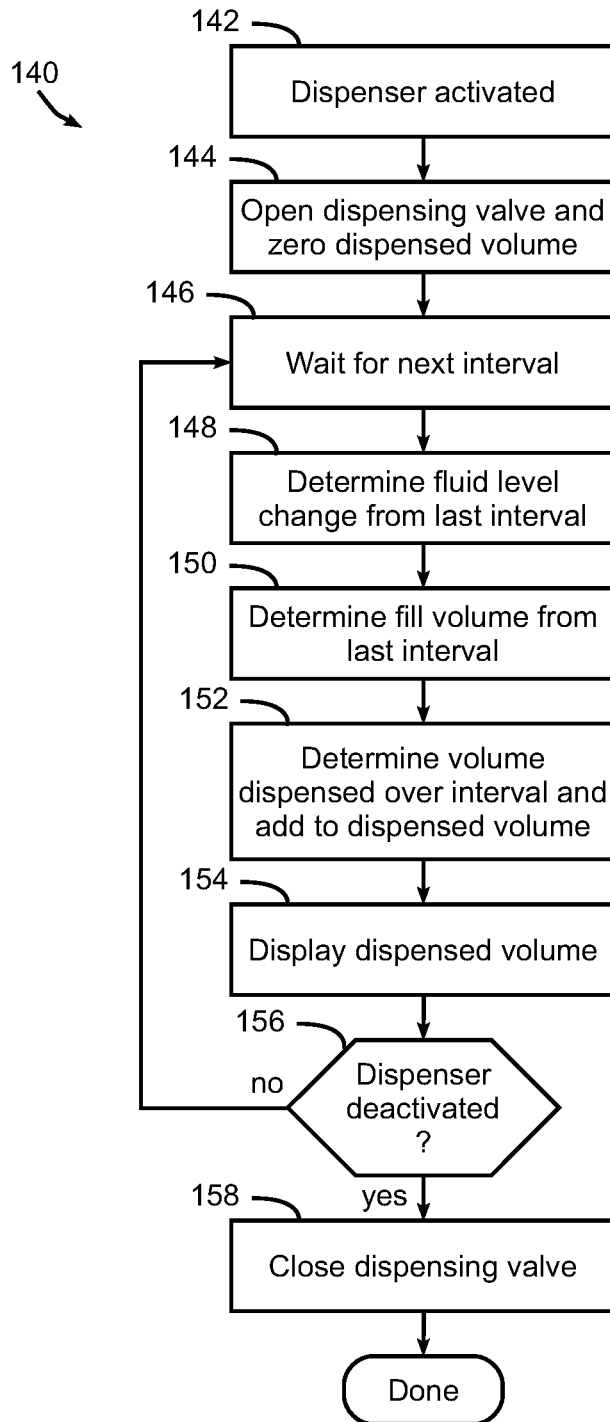 142
140
Dispenser activated
144
Open dispensing valve and
zero dispensed volume
146
Wait for next interval
148
Determine fluid level
change from last interval
150
Determine fill volume from
last interval
152
Determine volume
dispensed over interval and
add to dispensed volume
154
Display dispensed volume
156
no
Dispenser
deactivated
?
yes
158
Close dispensing valve
Done